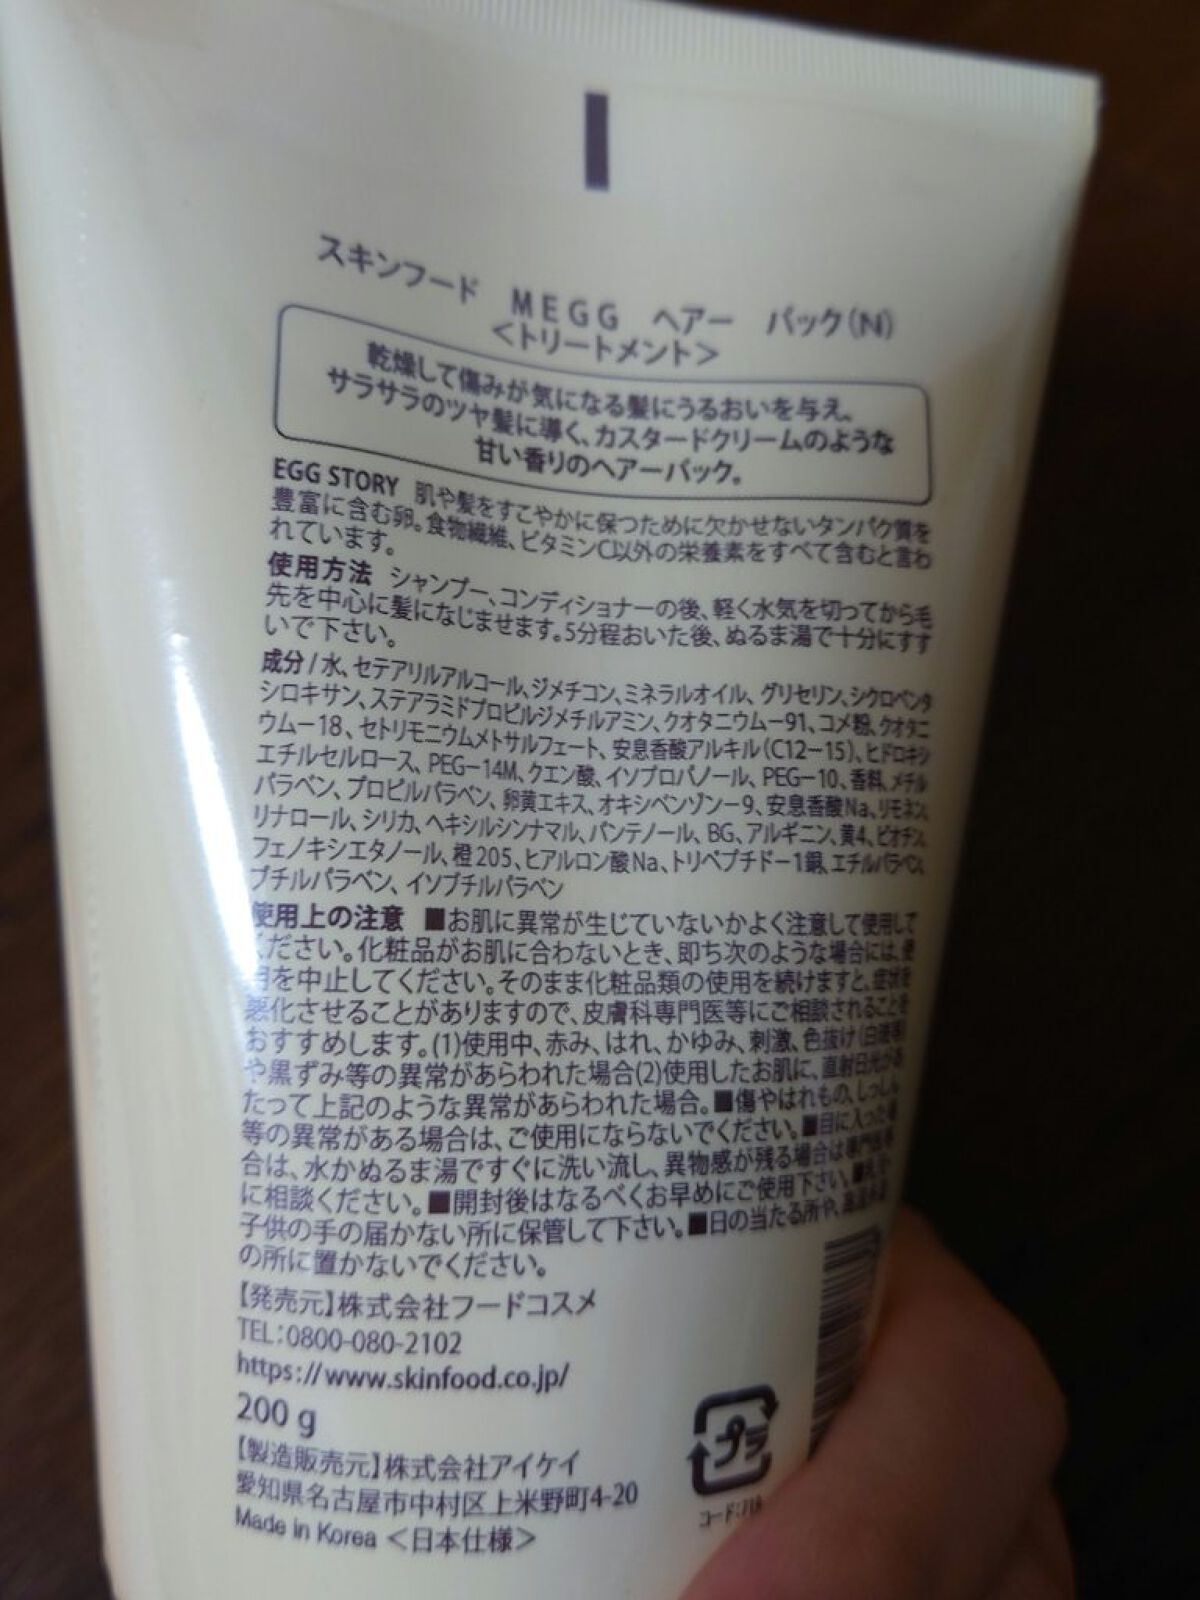 スキンフード　MEGG　ヘアー　パック(N)
＜トリートメント＞
乾燥して傷みが気になる髪にうるおいを与え、
サラサラのツヤ髪に導く、カスタードクリームのような
甘い香りのヘアーパック。
EGG STORY 肌や髪をすこやかに保つために欠かせないタンパク質を
豊富に含む卵。食物繊維、ビタミンC以外の栄養素をすべて含むと言わ
れています。
使用方法 シャンプー、コンディショナーの後、軽く水気を切ってから毛
先を中心に髪になじませます。5分程おいた後、ぬるま湯で十分にすす
いで下さい。
成分/水、セテアリルアルコール、ジメチコン、ミネラルオイル、グリセリン、シクロペンタ
シロキサン、ステアラミドプロピルジメチルアミン、クオタニウムー91、コメ粉、クオタニ
ウムー18、セトリモニウムメトサルフェート、安息香酸アルキル(C12ー15)、ヒドロキシ
エチルセルロース、PEGー14M、クエン酸、イソプロパノール、PEGー10、香料、メチル
パラベン、プロピルパラベン、卵黄エキス、オキシベンゾンー9、安息香酸Na、リモネン、
リナロール、シリカ、ヘキシルシンナマル、パンテノール、BG、アルギニン、黄4、ビオチン、
フェノキシエタノール、橙205、ヒアルロン酸Na、トリペプチドー1銅、エチルパラベン、
ブチルパラベン、イソブチルパラベン
使用上の注意 ■お肌に異常が生じていないかよく注意して使用して
ください。化粧品がお肌に合わないとき、即ち次のような場合には、使
用を中止してください。そのまま化粧品類の使用を続けますと、症状を
悪化させることがありますので、皮膚科専門医等にご相談されることを
おすすめします。(1)使用中、赤み、はれ、かゆみ、刺激、色抜け(白斑等)
や黒ずみ等の異常があらわれた場合(2)使用したお肌に、直射日光があ
たって上記のような異常があらわれた場合。■傷やはれもの、しっしん
等の異常がある場合は、ご使用にならないでください。■目に入った場
合は、水かぬるま湯ですぐに洗い流し、異物感が残る場合は専門医等
に相談ください。■開封後はなるべくお早めにご使用下さい。■
子供の手の届かない所に保管して下さい。■日の当たる所や、
の所に置かないでください。
【発売元】株式会社フードコスメ
TEL:0800-080-2102
https://www.skinfood.co.jp/
200 g
【製造販売元】株式会社アイケイ
愛知県名古屋市中村区上米野町4-20
Made in Korea ＜日本仕様＞
プラ
コード: